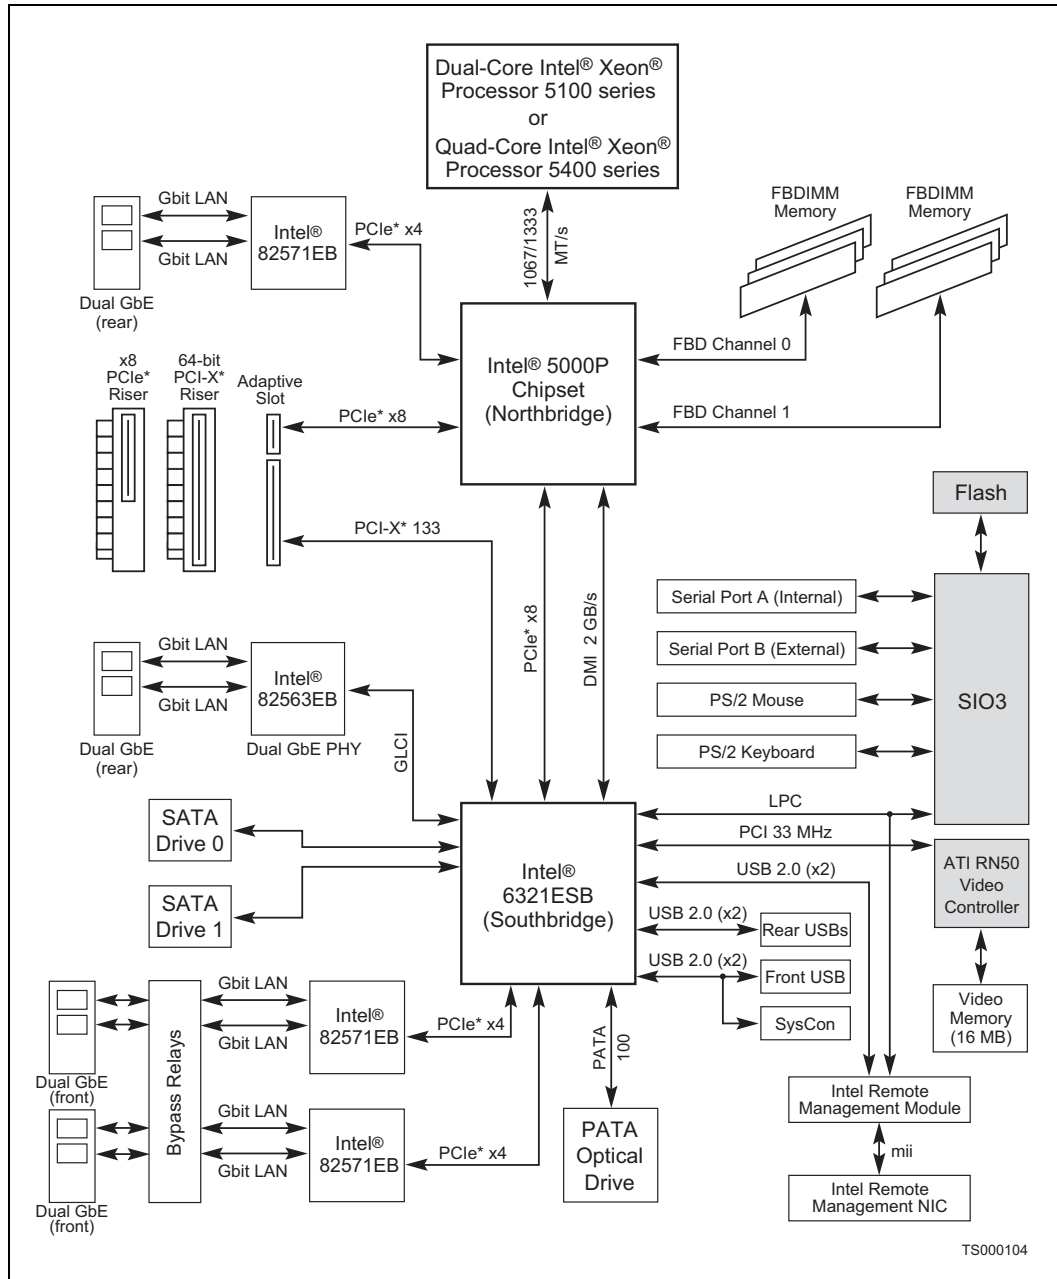 Dual-Core Intel® Xeon®
Processor 5100 series
or
Quad-Core Intel® Xeon®
Processor 5400 series
1067/1333
MT/s
Gbit LAN
Gbit LAN
Dual GbE
(rear)
Intel®
82571EB
PCIe* x4
FBDIMM
Memory
FBDIMM
Memory
Intel® 5000P
Chipset
(Northbridge)
FBD Channel 0
FBD Channel 1
x8
PCIe*
Riser
64-bit
PCI-X*
Riser
Adaptive
Slot
PCIe* x8
PCI-X* 133
PCIe* x8
DMI 2 GB/s
Flash
SIO3
Serial Port A (Internal)
Serial Port B (External)
PS/2 Mouse
PS/2 Keyboard
Gbit LAN
Gbit LAN
Dual GbE
(rear)
Intel®
82563EB
Dual GbE PHY
GLCI
SATA
Drive 0
SATA
Drive 1
Intel®
6321ESB
(Southbridge)
LPC
PCI 33 MHz
USB 2.0 (x2)
USB 2.0 (x2)
Rear USBs
USB 2.0 (x2)
Front USB
SysCon
ATI RN50
Video
Controller
Video
Memory
(16 MB)
Dual GbE
(front)
Dual GbE
(front)
Bypass Relays
Gbit LAN
Gbit LAN
Intel®
82571EB
PCIe* x4
Gbit LAN
Gbit LAN
Intel®
82571EB
PCIe* x4
PATA
100
PATA
Optical
Drive
Intel Remote
Management Module
mii
Intel Remote
Management NIC
TS000104